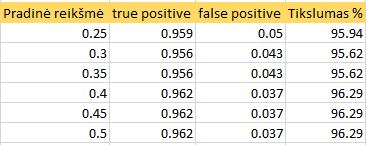 Pradinė reikšmė true positive false positive Tikslumas %
0.25 0.959 0.05 95.94
0.3 0.956 0.043 95.62
0.35 0.956 0.043 95.62
0.4 0.962 0.037 96.29
0.45 0.962 0.037 96.29
0.5 0.962 0.037 96.29